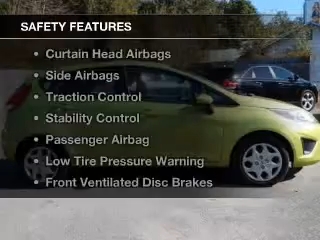 SAFETY FEATURES
• Curtain Head Airbags
• Side Airbags
• Traction Control
• Stability Control
• Passenger Airbag
• Low Tire Pressure Warning
• Front Ventilated Disc Brakes